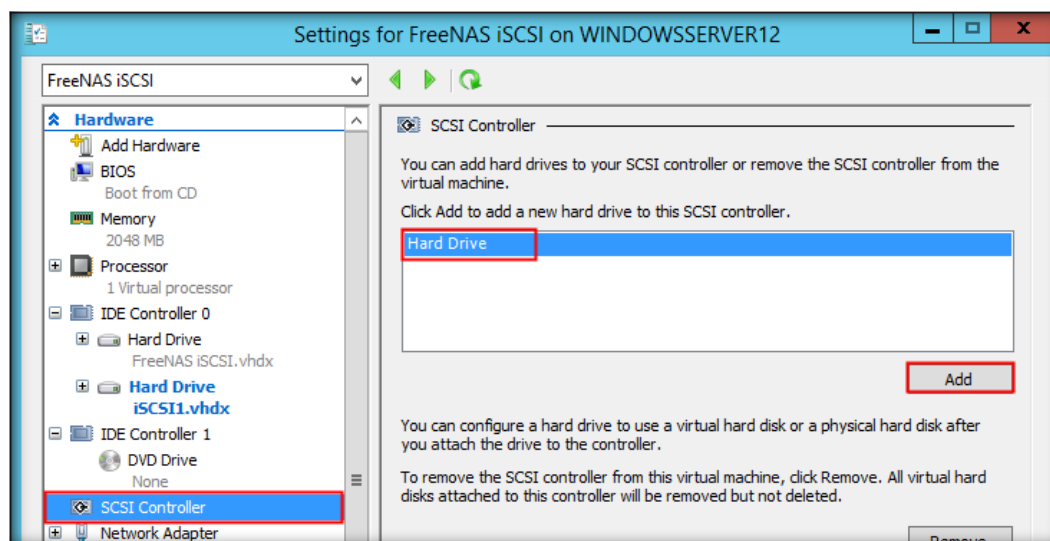 Settings for FreeNAS iSCSI on WINDOWSSERVER12
FreeNAS iSCSI
Hardware
Add Hardware
BIOS
Boot from CD
Memory
2048 MB
Processor
1 Virtual processor
IDE Controller 0
Hard Drive
FreeNAS iSCSI.vhdx
Hard Drive
iSCSI1.vhdx
IDE Controller 1
DVD Drive
None
SCSI Controller
Network Adapter
SCSI Controller
You can add hard drives to your SCSI controller or remove the SCSI controller from the
virtual machine.
Click Add to add a new hard drive to this SCSI controller.
Hard Drive
Add
You can configure a hard drive to use a virtual hard disk or a physical hard disk after
you attach the drive to the controller.
To remove the SCSI controller from this virtual machine, click Remove. All virtual hard
disks attached to this controller will be removed but not deleted.
Remove